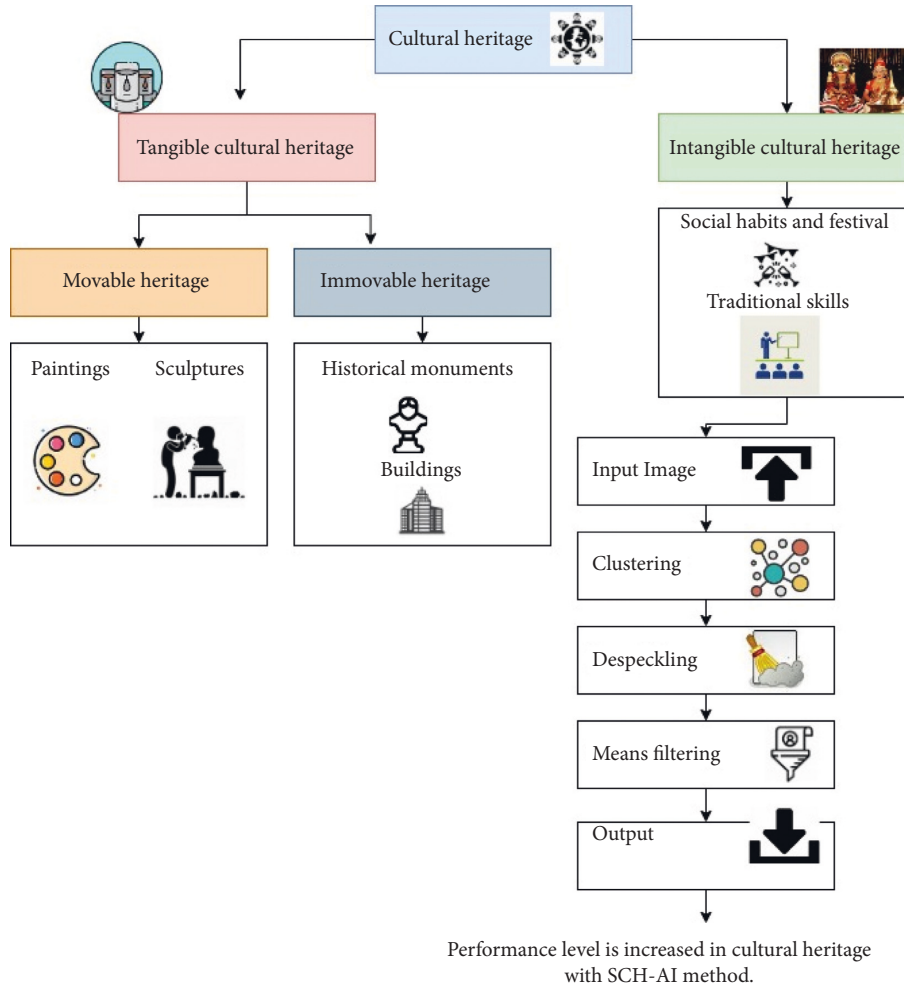 Cultural heritage
Tangible cultural heritage
Intangible cultural heritage
Movable heritage
Immovable heritage
Social habits and festival
Traditional skills
Paintings
Sculptures
Historical monuments
Buildings
Input Image
Clustering
Despeckling
Means filtering
Output
Performance level is increased in cultural heritage
with SCH-AI method.